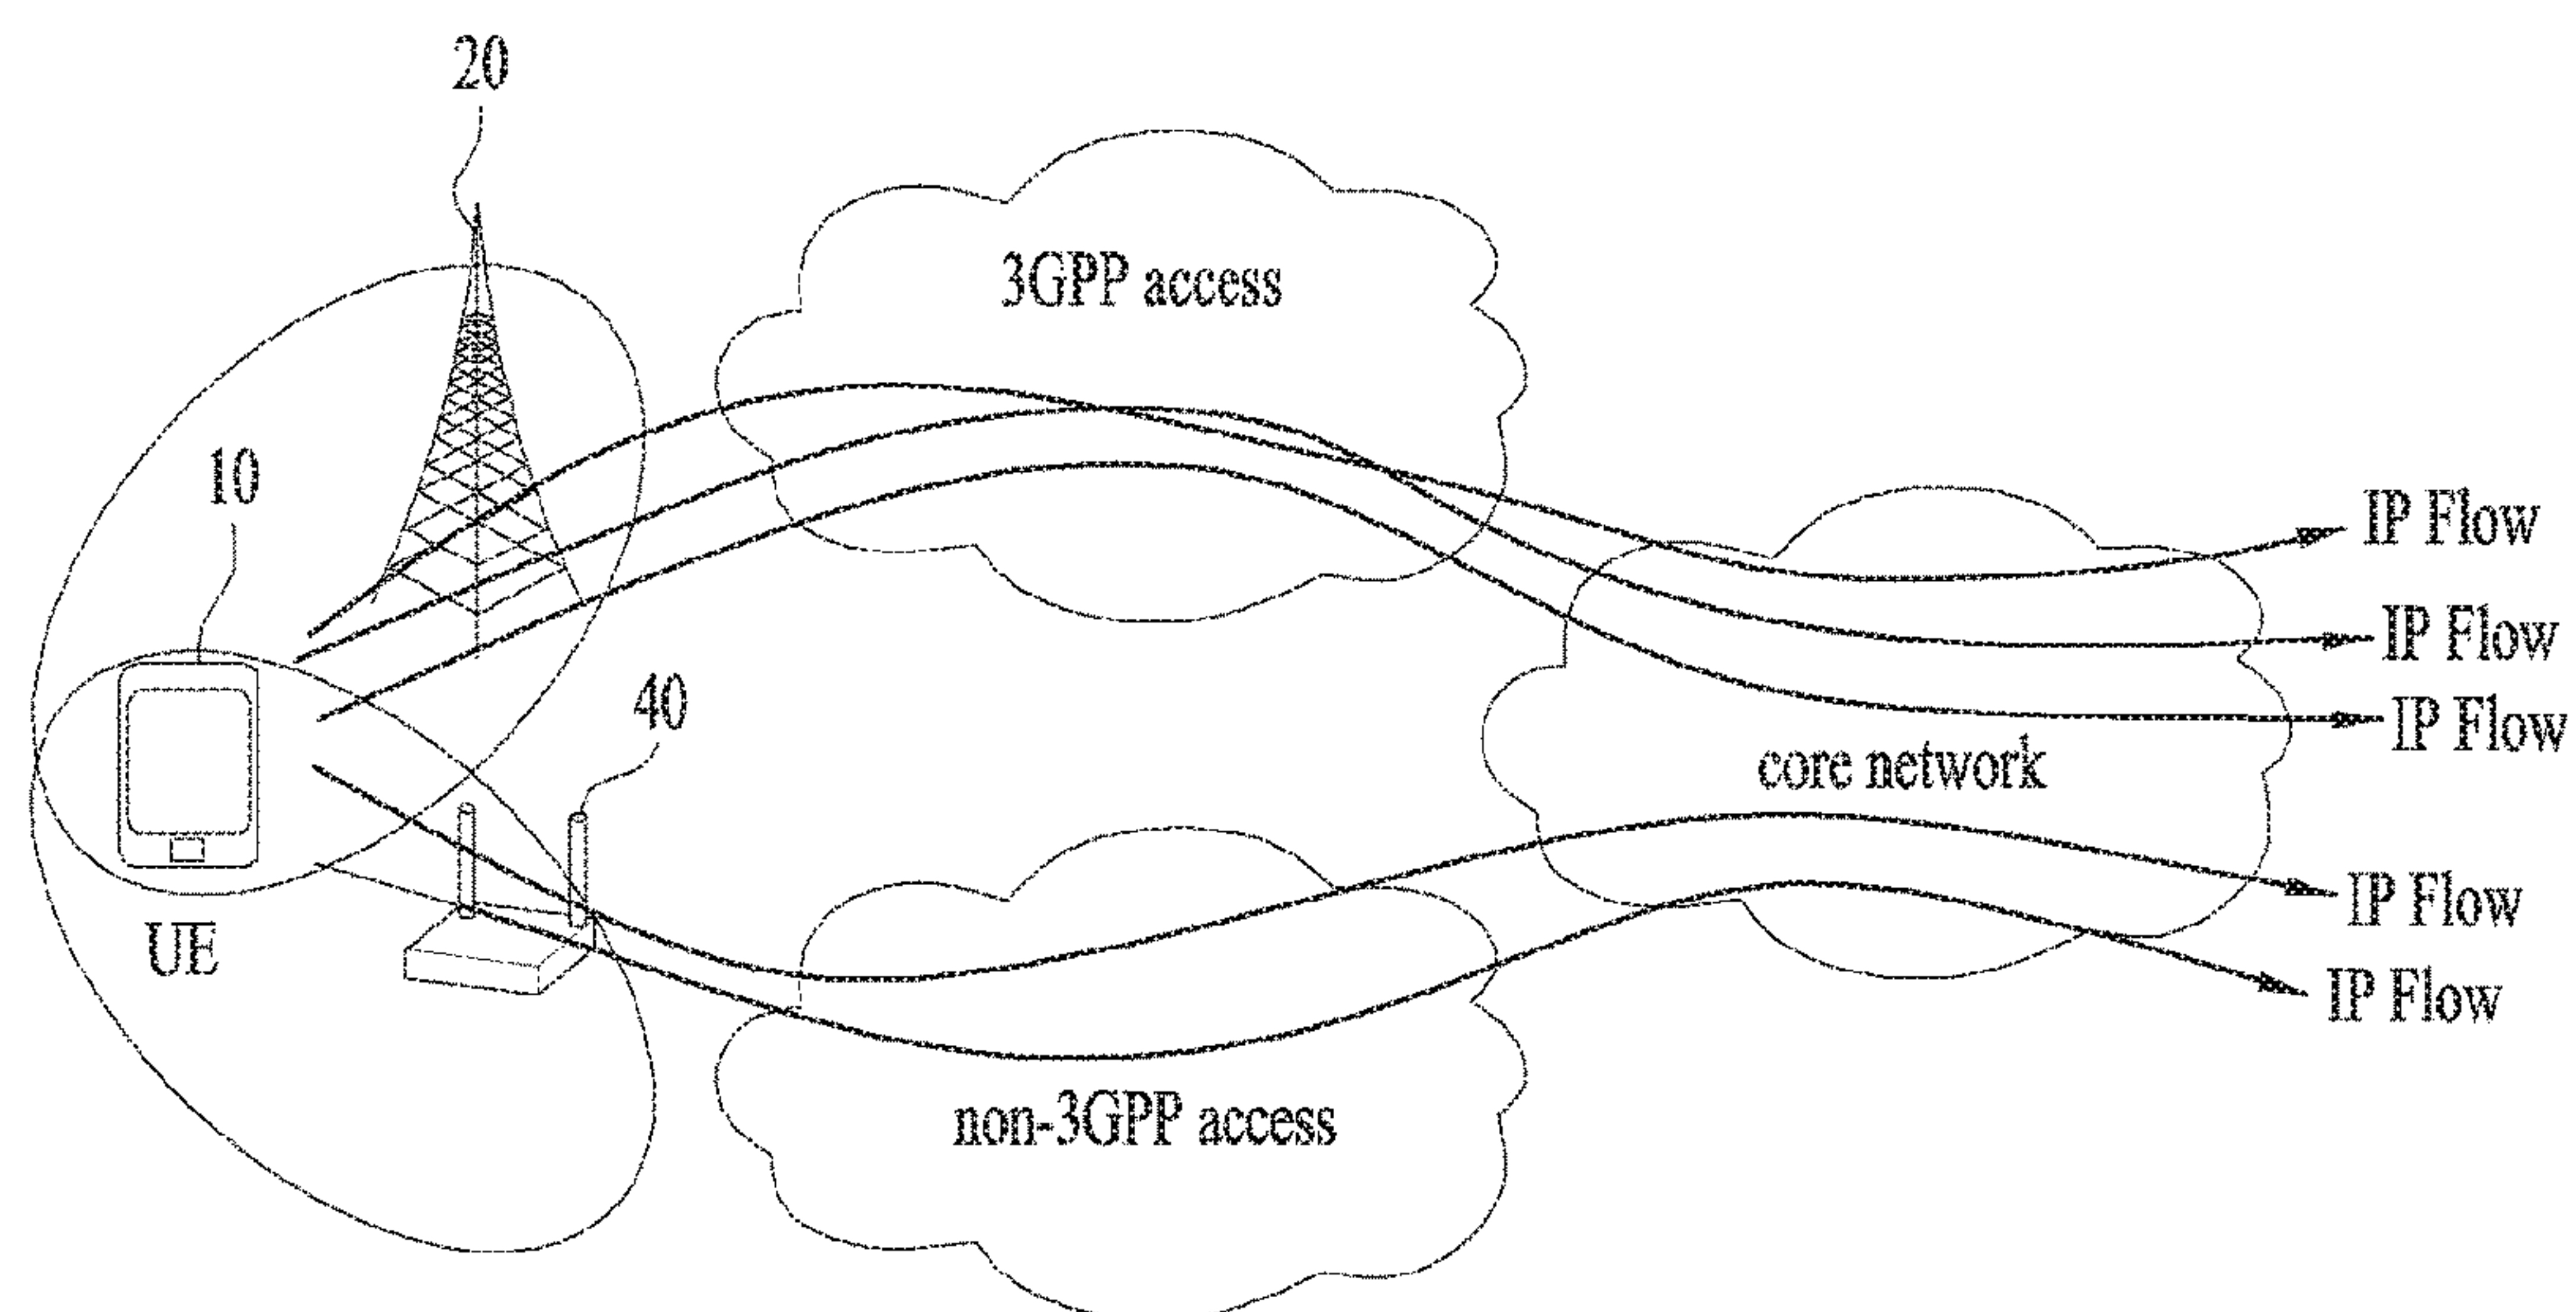 20
3GPP access
10
IP Flow
IP Flow
40
IP Flow
core network
IP Flow
UE
IP Flow
non-3GPP access